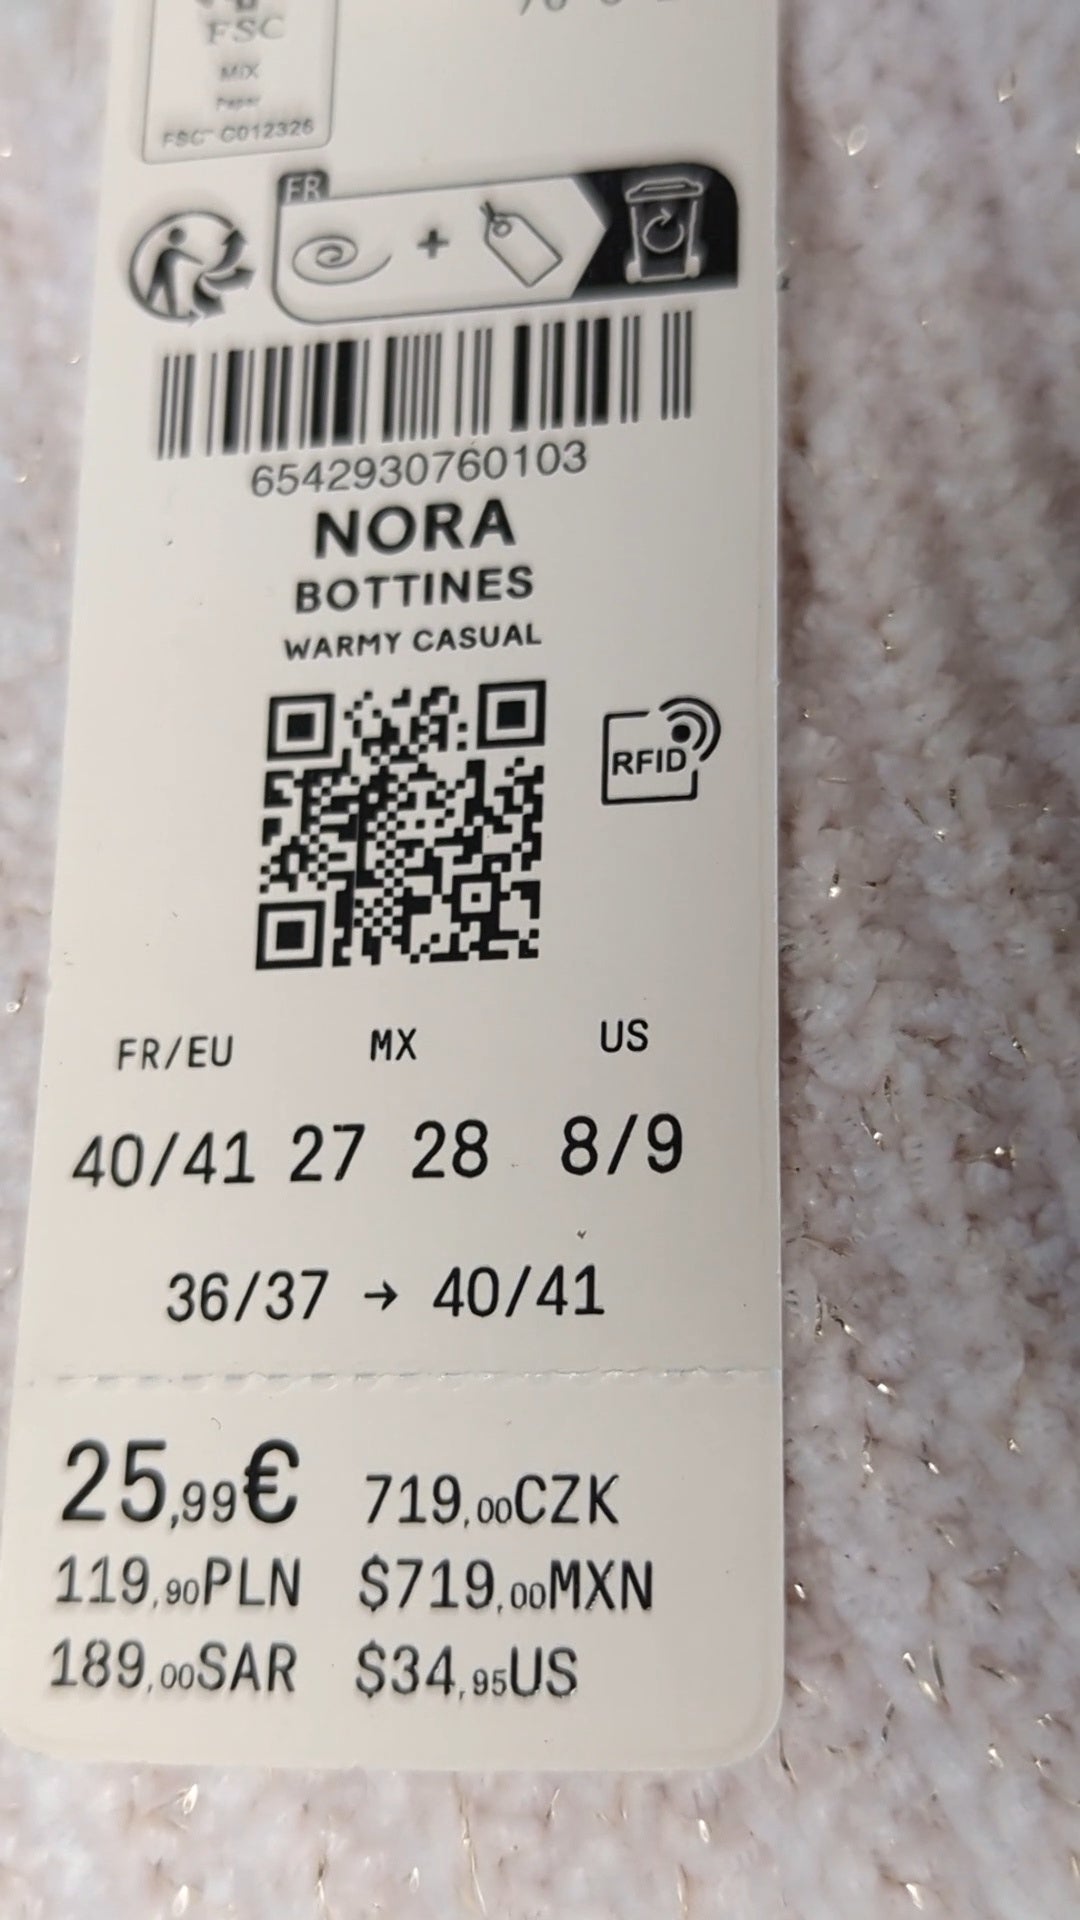 FSC
MIX
Paper
FSC™ C012326
FR
6542930760103
NORA
BOTTINES
WARMY CASUAL
RFID
FR/EU MX US
40/41 27 28 8/9
36/37 → 40/41
25,99€ 719,00CZK
119,90PLN $719,00MXN
189,00SAR $34,95US